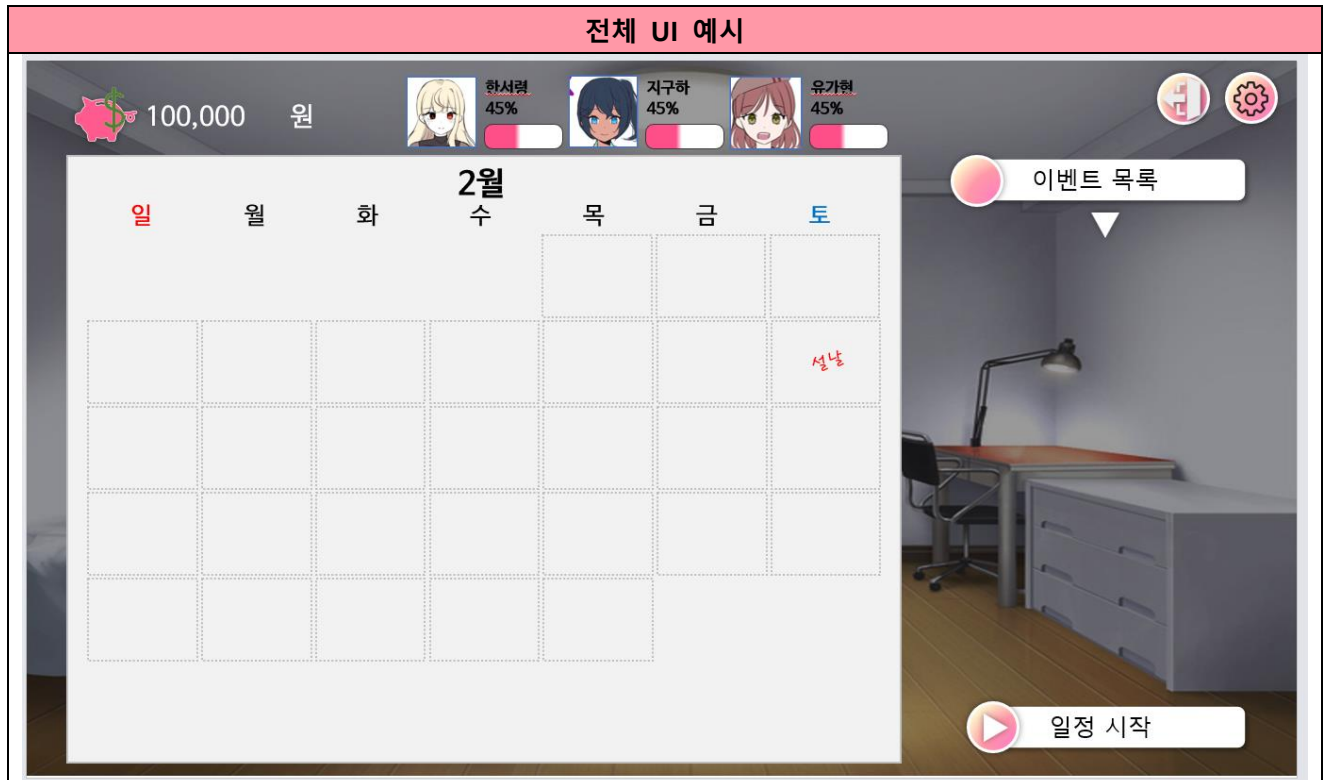 전체 UI 예시
100,000 원
한서령
45%
지구하
45%
유가현
45%
이벤트 목록
2월
일 월 화 수 목 금 토
설날
일정 시작